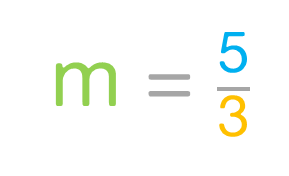 m = 5/3